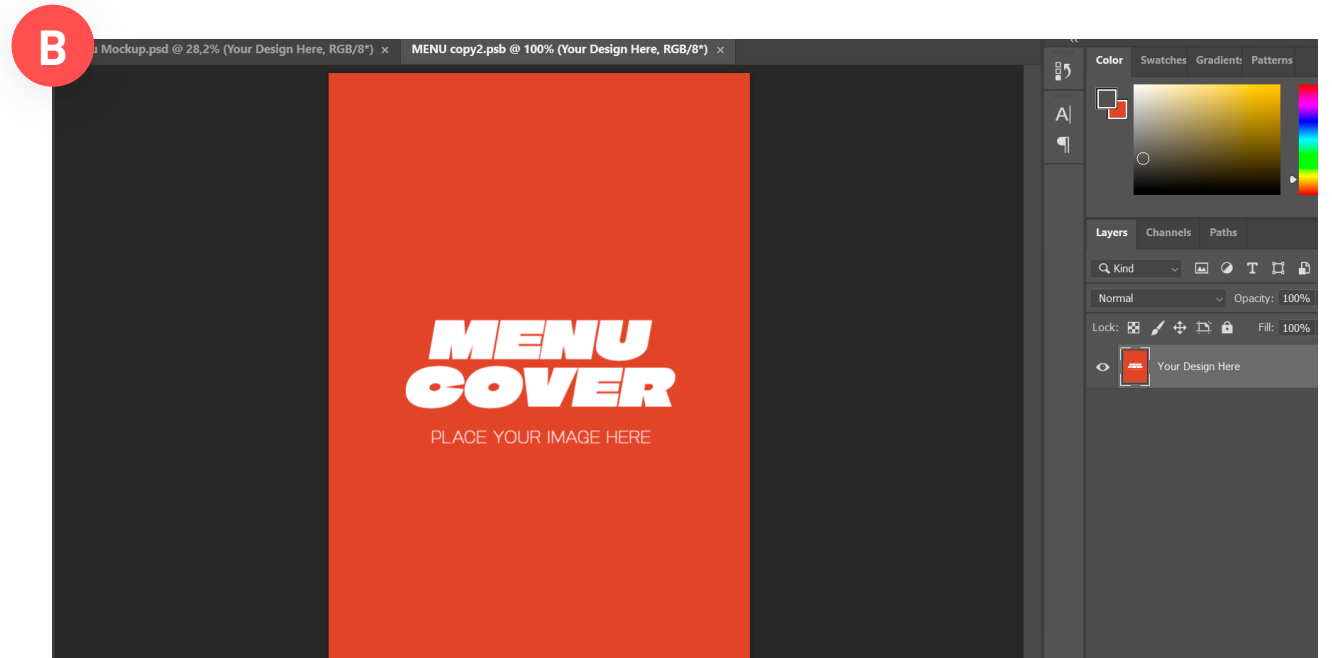 B
Mockup.psd @ 28,2% (Your Design Here, RGB/8*) ×
MENU copy2.psb @ 100% (Your Design Here, RGB/8*) ×
Color Swatches Gradients Patterns
A
¶
MENU
COVER
PLACE YOUR IMAGE HERE
Layers Channels Paths
Kind
T
Normal Opacity: 100%
Lock: Fill: 100%
Your Design Here